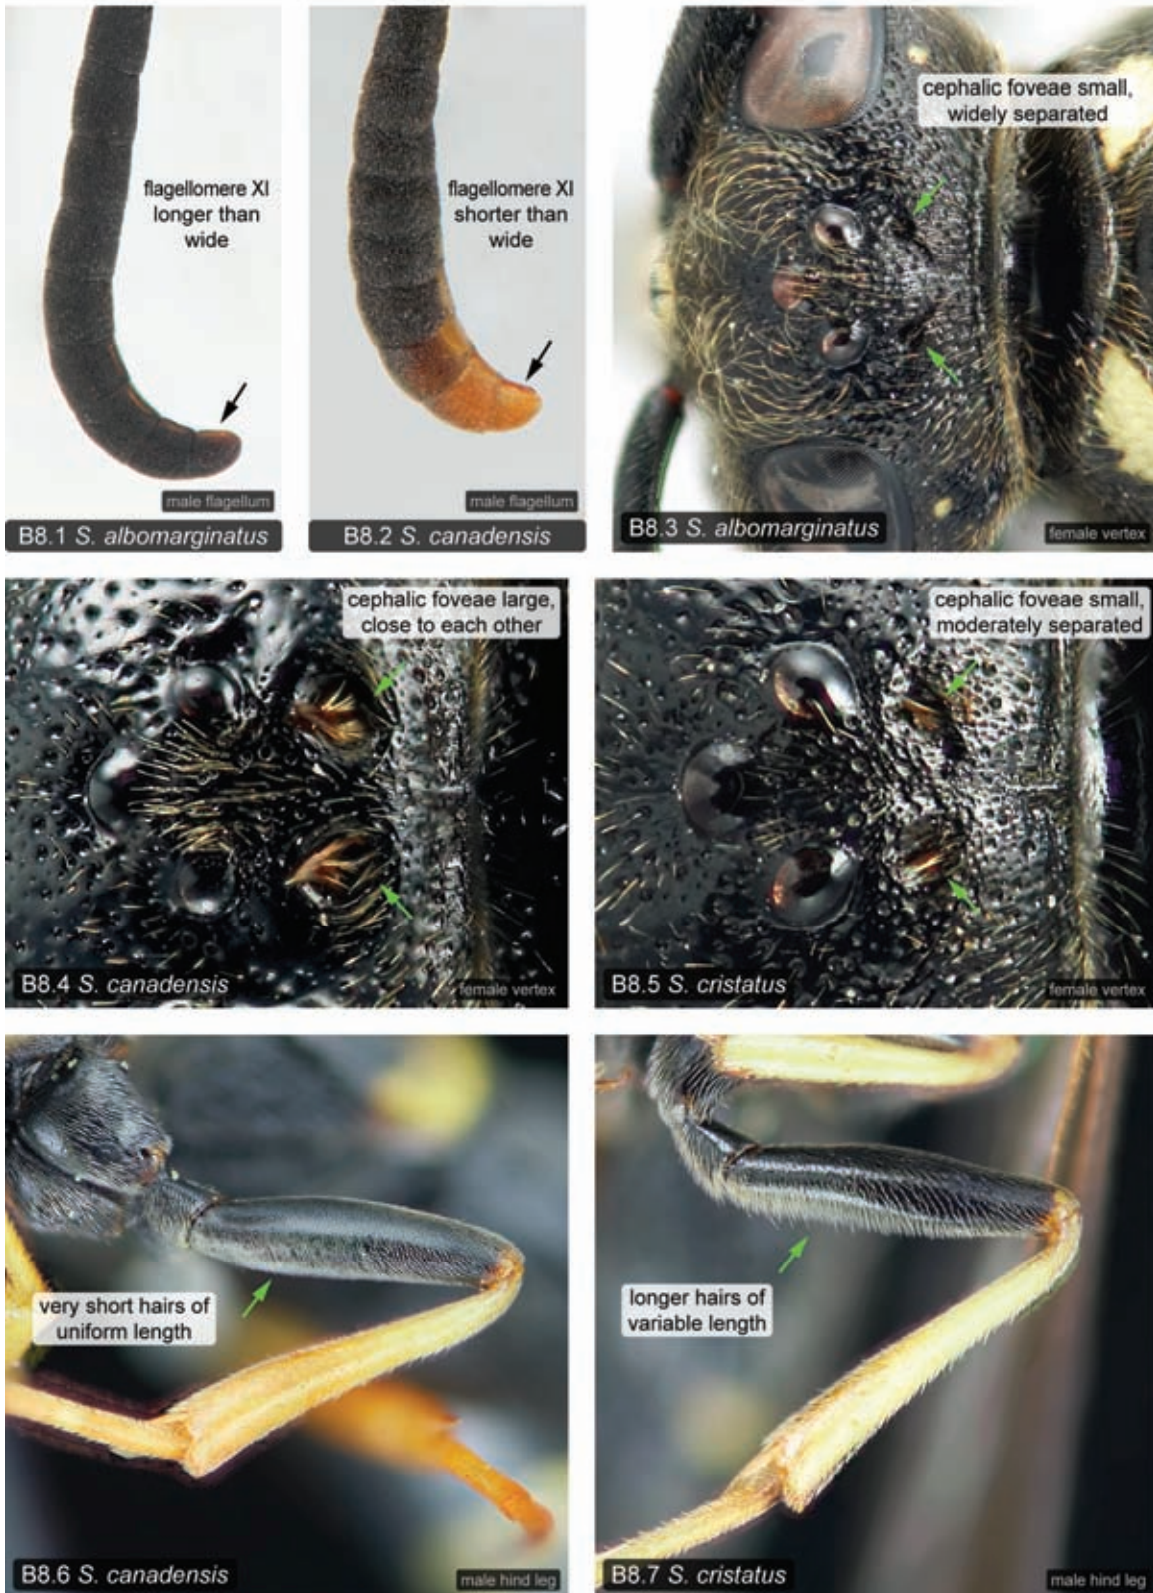 flagellomere XI
longer than
wide
male flagellum
B8.1 S. albomarginatus
flagellomere XI
shorter than
wide
male flagellum
B8.2 S. canadensis
cephalic foveae small,
widely separated
B8.3 S. albomarginatus
female vertex
cephalic foveae large,
close to each other
B8.4 S. canadensis
female vertex
cephalic foveae small,
moderately separated
B8.5 S. cristatus
female vertex
very short hairs of
uniform length
B8.6 S. canadensis
male hind leg
longer hairs of
variable length
B8.7 S. cristatus
male hind leg